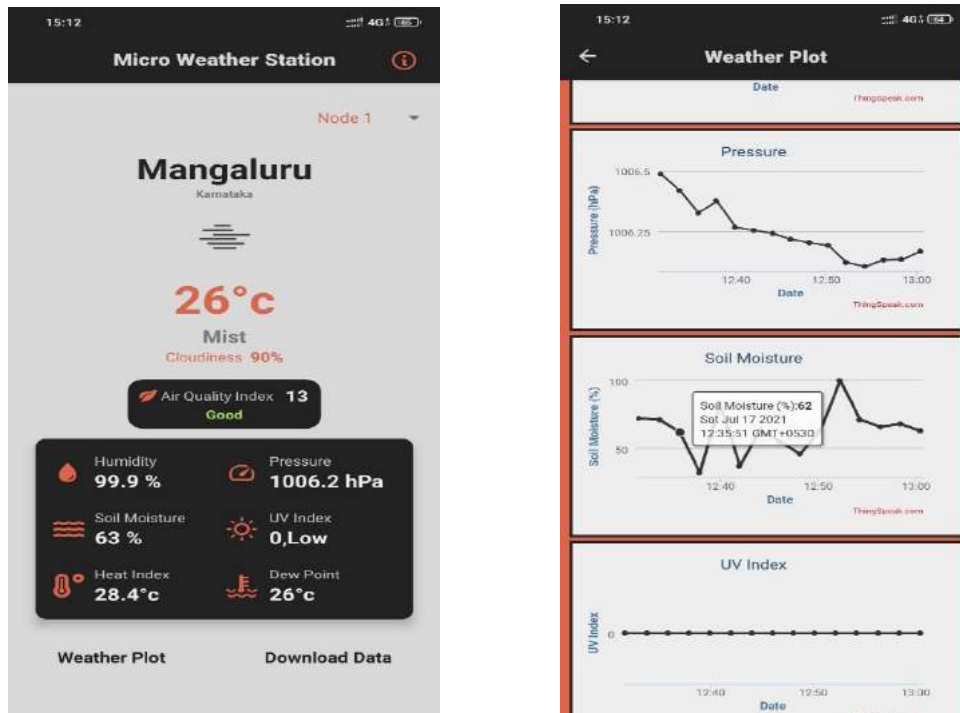 15:12
4G
65
Micro Weather Station
Node 1
Mangaluru
Karnataka
26°c
Mist
Cloudiness 90%
Air Quality Index 13
Good
Humidity
99.9 %
Pressure
1006.2 hPa
Soil Moisture
63 %
UV Index
0,Low
Heat Index
28.4°c
Dew Point
26°c
Weather Plot
Download Data
15:12
4G
64
Weather Plot
Date
ThingSpeak.com
Pressure
Pressure (hPa)
1006.5
1006.25
12:40
12:50
13:00
Date
ThingSpeak.com
Soil Moisture
Soil Moisture (%)
100
50
Soil Moisture (%):62
Sat Jul 17 2021
12:35:51 GMT+0530
12:40
12:50
13:00
Date
ThingSpeak.com
UV Index
UV Index
0
12:40
12:50
13:00
Date